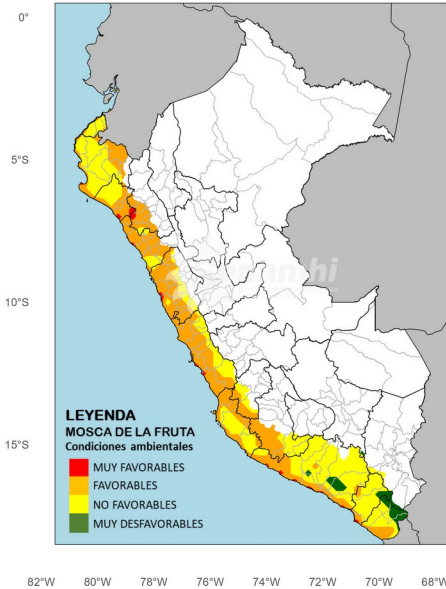 0°
5°S
10°S
15°S
LEYENDA
MOSCA DE LA FRUTA
Condiciones ambientales
MUY FAVORABLES
FAVORABLES
NO FAVORABLES
MUY DESFAVORABLES
82°W 80°W 78°W 76°W 74°W 72°W 70°W 68°W